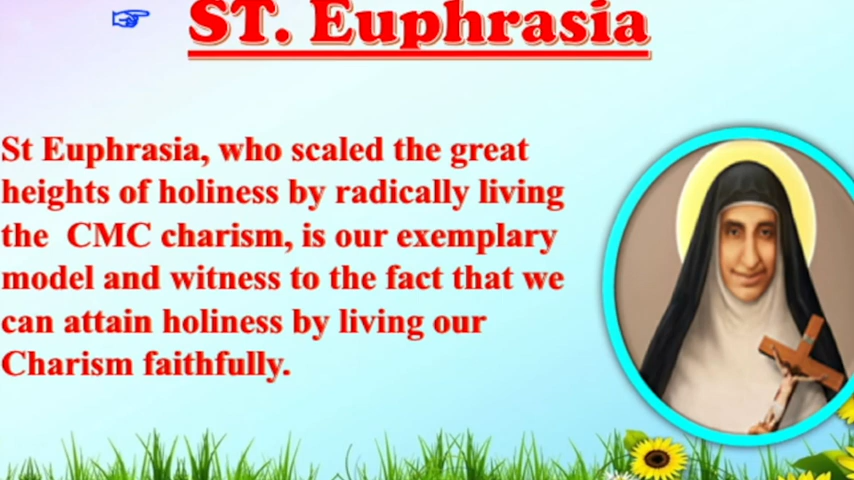 ST. Euphrasia
St Euphrasia, who scaled the great
heights of holiness by radically living
the CMC charism, is our exemplary
model and witness to the fact that we
can attain holiness by living our
Charism faithfully.